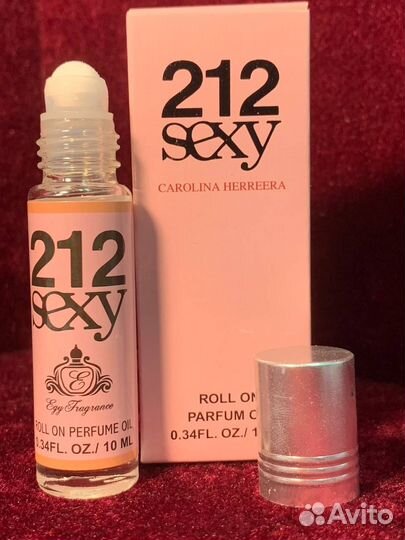 212
sexy
CAROLINA HERREERA
ROLL ON
PARFUM O
0.34FL. OZ./ 1
212
sexy
E
Egy Fragrance
ROLL ON PERFUME OIL
0.34FL. OZ./ 10 ML
Avito